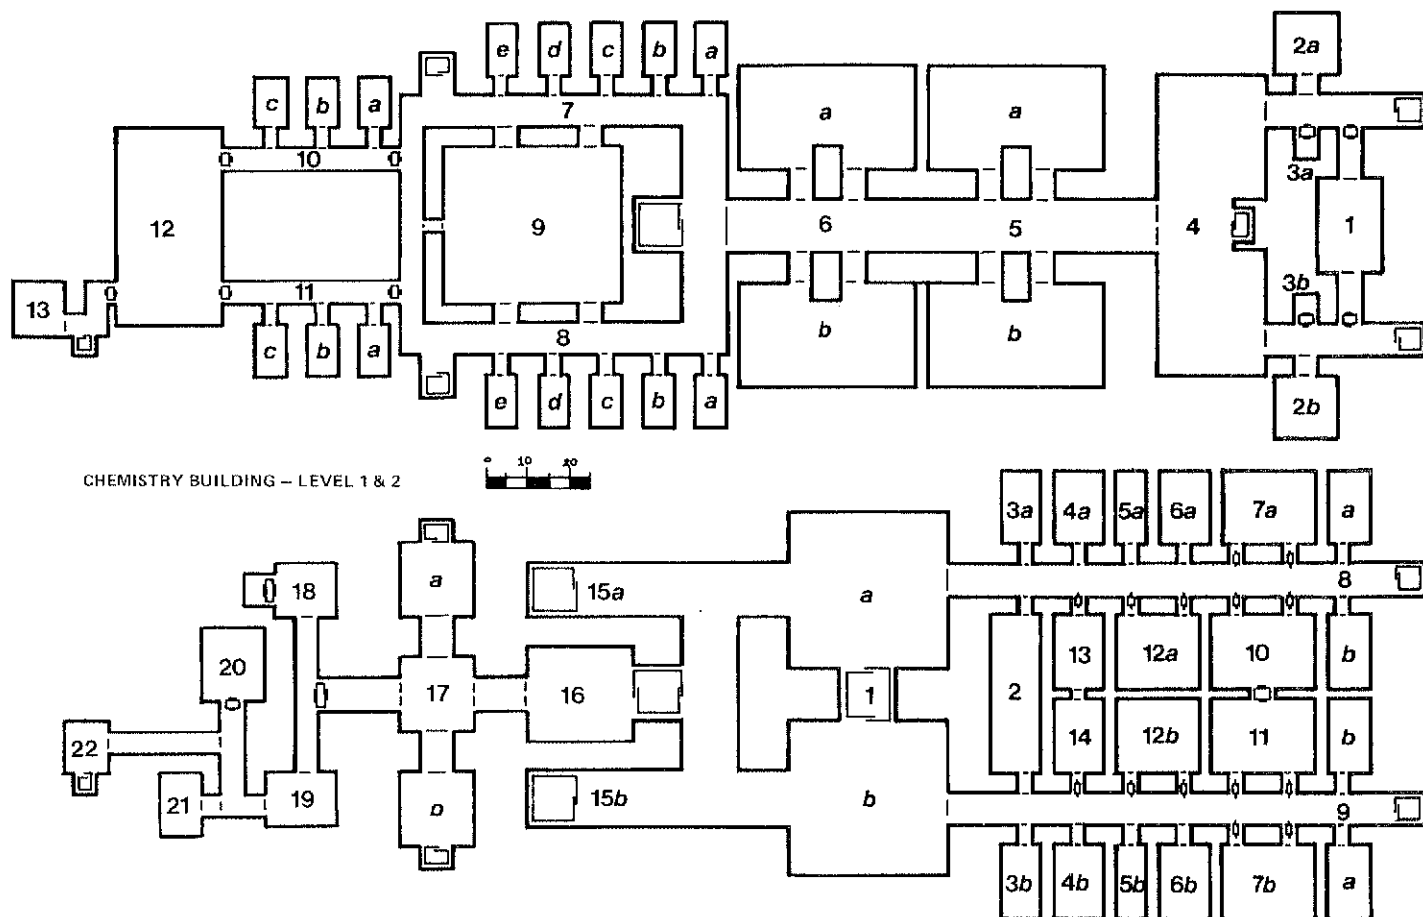 2a
e d c b a
c b a
7
a a
10
3a
12 9 6 5 4 1
11
13
3b
8
b b
c b a
e d c b a
2b
0 10 20
CHEMISTRY BUILDING – LEVEL 1 & 2
3a 4a 5a 6a 7a a
a 18 15a a 8
20 13 12a 10 b
17 16 1 2
22 14 12b 11 b
21 19 15b b 9
b
3b 4b 5b 6b 7b a